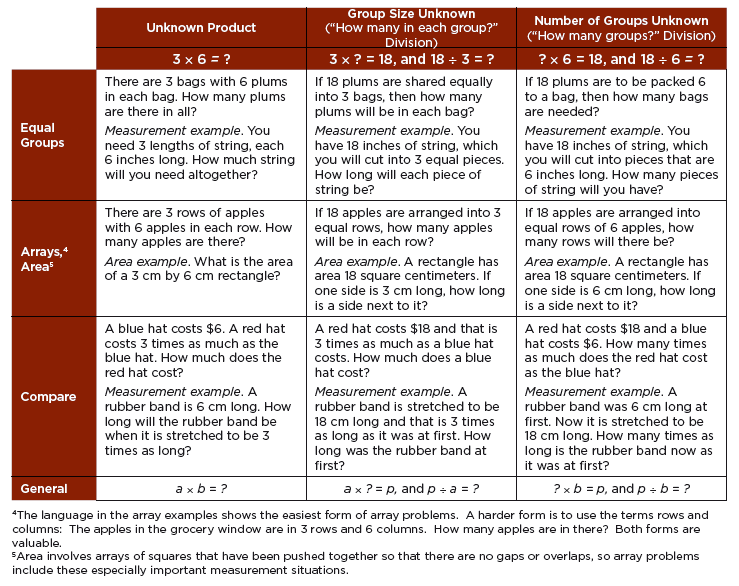 Unknown Product
Group Size Unknown
("How many in each group?"
Division)
Number of Groups Unknown
("How many groups?" Division)
3 × 6 = ?
3 × ? = 18, and 18 ÷ 3 = ?
? × 6 = 18, and 18 ÷ 6 = ?
Equal
Groups
There are 3 bags with 6 plums
in each bag. How many plums
are there in all?
Measurement example. You
need 3 lengths of string, each
6 inches long. How much string
will you need altogether?
If 18 plums are shared equally
into 3 bags, then how many
plums will be in each bag?
Measurement example. You
have 18 inches of string, which
you will cut into 3 equal pieces.
How long will each piece of
string be?
If 18 plums are to be packed 6
to a bag, then how many bags
are needed?
Measurement example. You
have 18 inches of string, which
you will cut into pieces that are
6 inches long. How many pieces
of string will you have?
Arrays,⁴
Area⁵
There are 3 rows of apples
with 6 apples in each row. How
many apples are there?
Area example. What is the area
of a 3 cm by 6 cm rectangle?
If 18 apples are arranged into 3
equal rows, how many apples
will be in each row?
Area example. A rectangle has
area 18 square centimeters. If
one side is 3 cm long, how long
is a side next to it?
If 18 apples are arranged into
equal rows of 6 apples, how
many rows will there be?
Area example. A rectangle has
area 18 square centimeters. If
one side is 6 cm long, how long
is a side next to it?
Compare
A blue hat costs $6. A red hat
costs 3 times as much as the
blue hat. How much does the
red hat cost?
Measurement example. A
rubber band is 6 cm long. How
long will the rubber band be
when it is stretched to be 3
times as long?
A red hat costs $18 and that is
3 times as much as a blue hat
costs. How much does a blue
hat cost?
Measurement example. A
rubber band is stretched to be
18 cm long and that is 3 times
as long as it was at first. How
long was the rubber band at
first?
A red hat costs $18 and a blue
hat costs $6. How many times
as much does the red hat cost
as the blue hat?
Measurement example. A
rubber band was 6 cm long at
first. Now it is stretched to be
18 cm long. How many times as
long is the rubber band now as
it was at first?
General
a × b = ?
a × ? = p, and p ÷ a = ?
? × b = p, and p ÷ b = ?
⁴The language in the array examples shows the easiest form of array problems. A harder form is to use the terms rows and
columns: The apples in the grocery window are in 3 rows and 6 columns. How many apples are in there? Both forms are
valuable.
⁵Area involves arrays of squares that have been pushed together so that there are no gaps or overlaps, so array problems
include these especially important measurement situations.